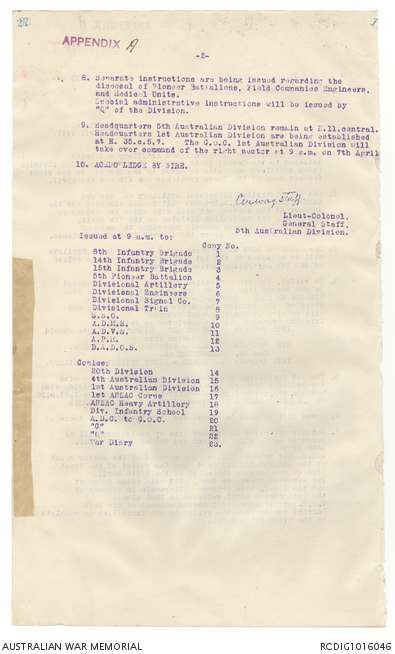 APPENDIX A
-2-
8. Separate instructions are being issued regarding the
disposal of Pioneer Battalions, Field Companies Engineers,
and Medical Units.
Special administrative instructions will be issued by
"Q" of the Division.
9. Headquarters 5th Australian Division remain at N.11.central.
Headquarters 1st Australian Division are being established
at H. 35.c.5.7. The G.O.C. 1st Australian Division will
take over command of the right sector at 9 a.m. on 7th April
10. ACKNOWLEDGE BY WIRE.
Lieut-Colonel.
General Staff,
5th Australian Division.
Issued at 9 a.m. to:
Copy No.
8th Infantry Brigade 1
14th Infantry Brigade 2
15th Infantry Brigade 3
5th Pioneer Battalion 4
Divisional Artillery 5
Divisional Engineers 6
Divisional Signal Co. 7
Divisional Train 8
S.S.O. 9
A.D.M.S. 10
A.D.V.S. 11
A.P.M. 12
D.A.D.O.S. 13
Copies:
20th Division 14
4th Australian Division 15
1st Australian Division 16
1st ANZAC Corps 17
ANZAC Heavy Artillery 18
Div. Infantry School 19
A.D.C. to G.O.C. 20
"G" 21
"Q" 22
War Diary 23.
AUSTRALIAN WAR MEMORIAL
RCDIG1016046